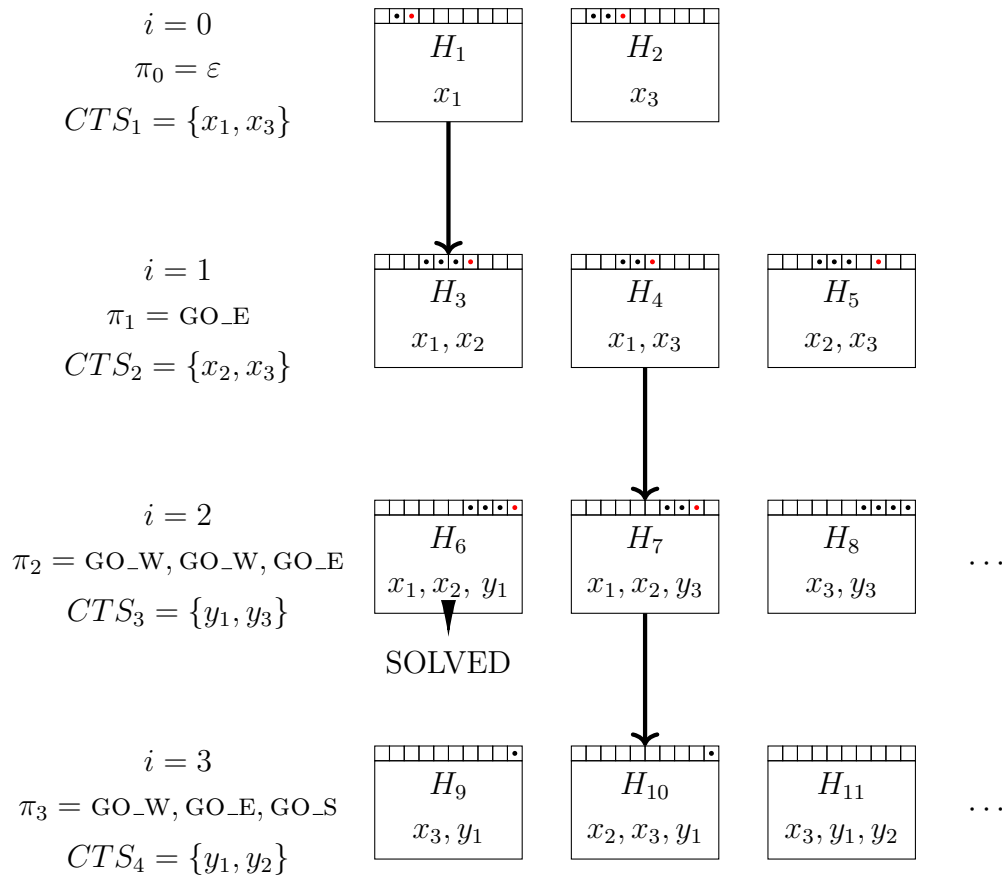 i = 0
π₀ = ε
CTS₁ = {x₁, x₃}
H₁
x₁
H₂
x₃
i = 1
π₁ = GO_E
CTS₂ = {x₂, x₃}
H₃
x₁, x₂
H₄
x₁, x₃
H₅
x₂, x₃
i = 2
π₂ = GO_W, GO_W, GO_E
CTS₃ = {y₁, y₃}
H₆
x₁, x₂, y₁
SOLVED
H₇
x₁, x₂, y₃
H₈
x₃, y₃
⋯
i = 3
π₃ = GO_W, GO_E, GO_S
CTS₄ = {y₁, y₂}
H₉
x₃, y₁
H₁₀
x₂, x₃, y₁
H₁₁
x₃, y₁, y₂
⋯